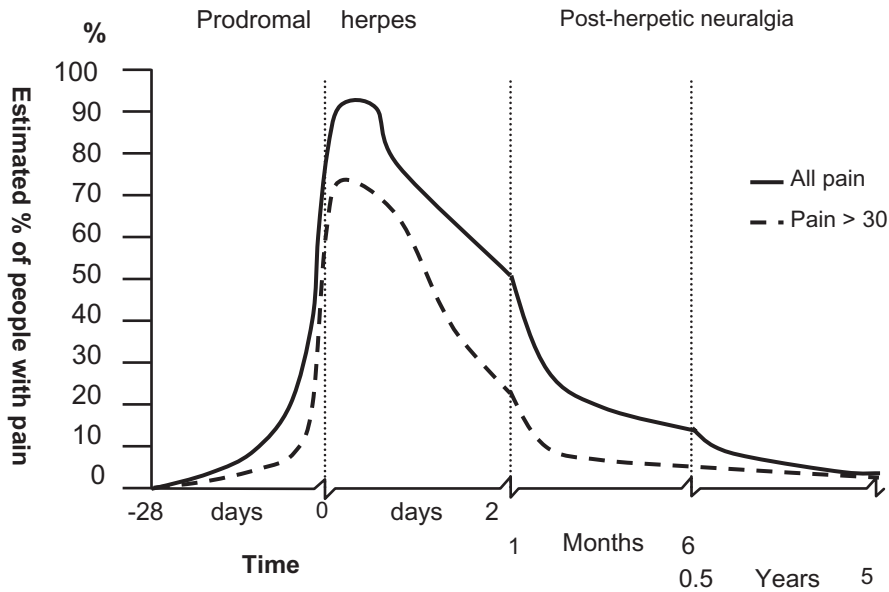 Prodromal herpes Post-herpetic neuralgia
%
100
90
80
70
60
50
40
30
20
10
0
Estimated % of people with pain
All pain
Pain > 30
-28 days 0 days 2
1 Months 6
Time
0.5 Years 5